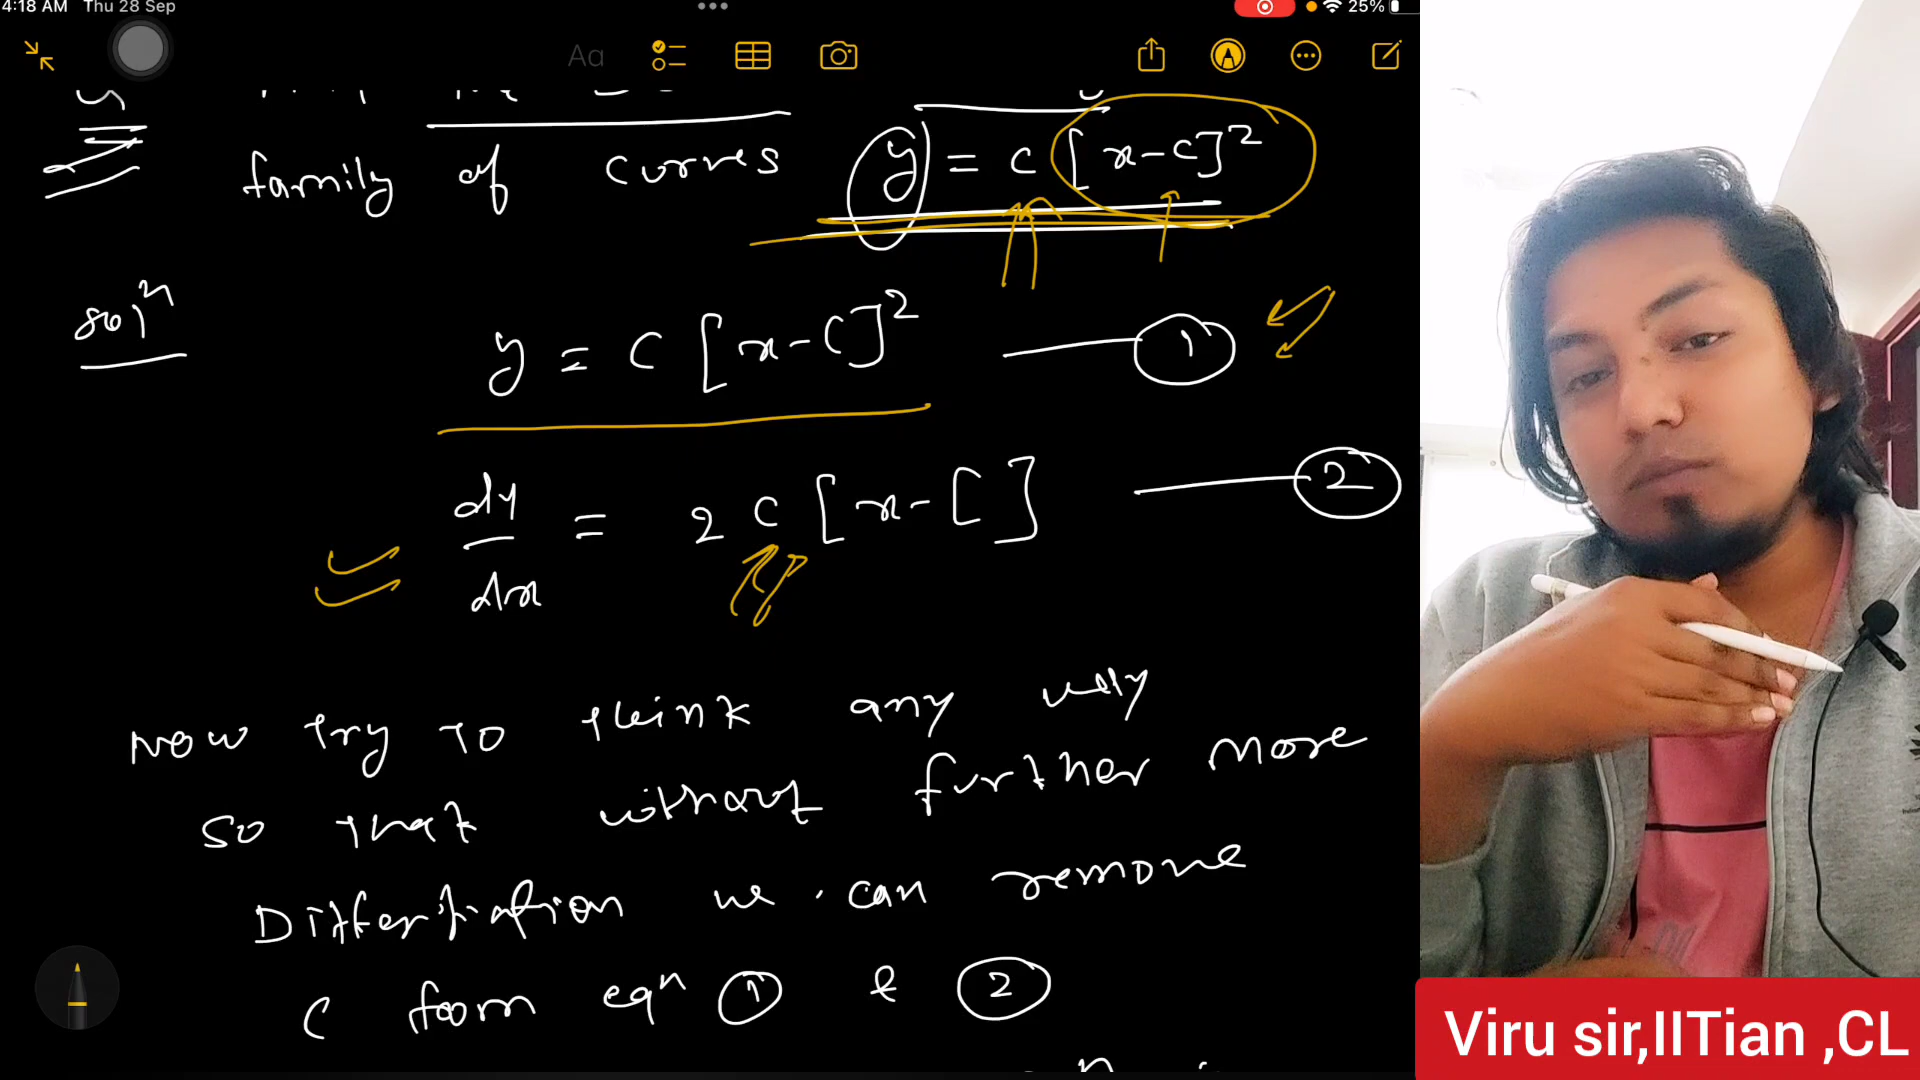 4:18 AM Thu 28 Sep
25%
Aa
family of curves y = c [x-c]²
solⁿ
y = c [x-c]² —— 1
dy/dx = 2 c [x-c] —— 2
Now try to think any way
so that without further more
Differtiation we can remove
C from eqⁿ 1 & 2
Viru sir,IITian ,CL